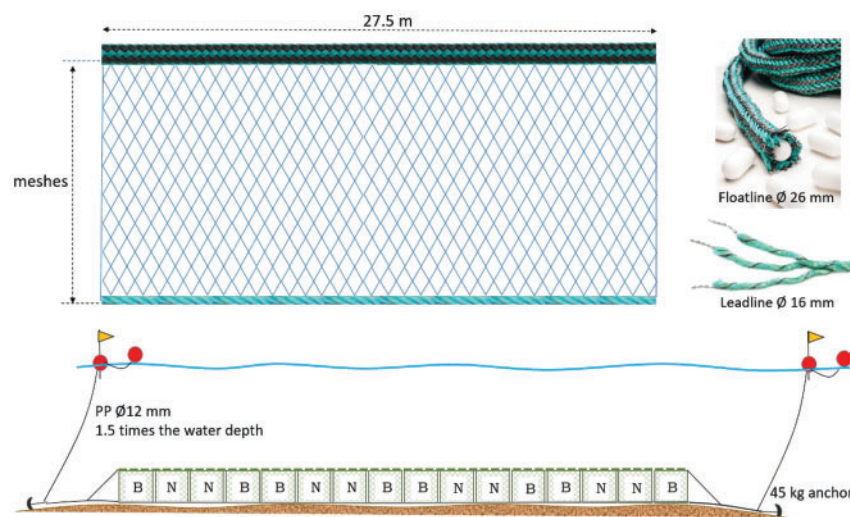 27.5 m
meshes
Floatline Ø 26 mm
Leadline Ø 16 mm
PP Ø12 mm
1.5 times the water depth
B N N B B N N B B N N B B N N B
45 kg anchor